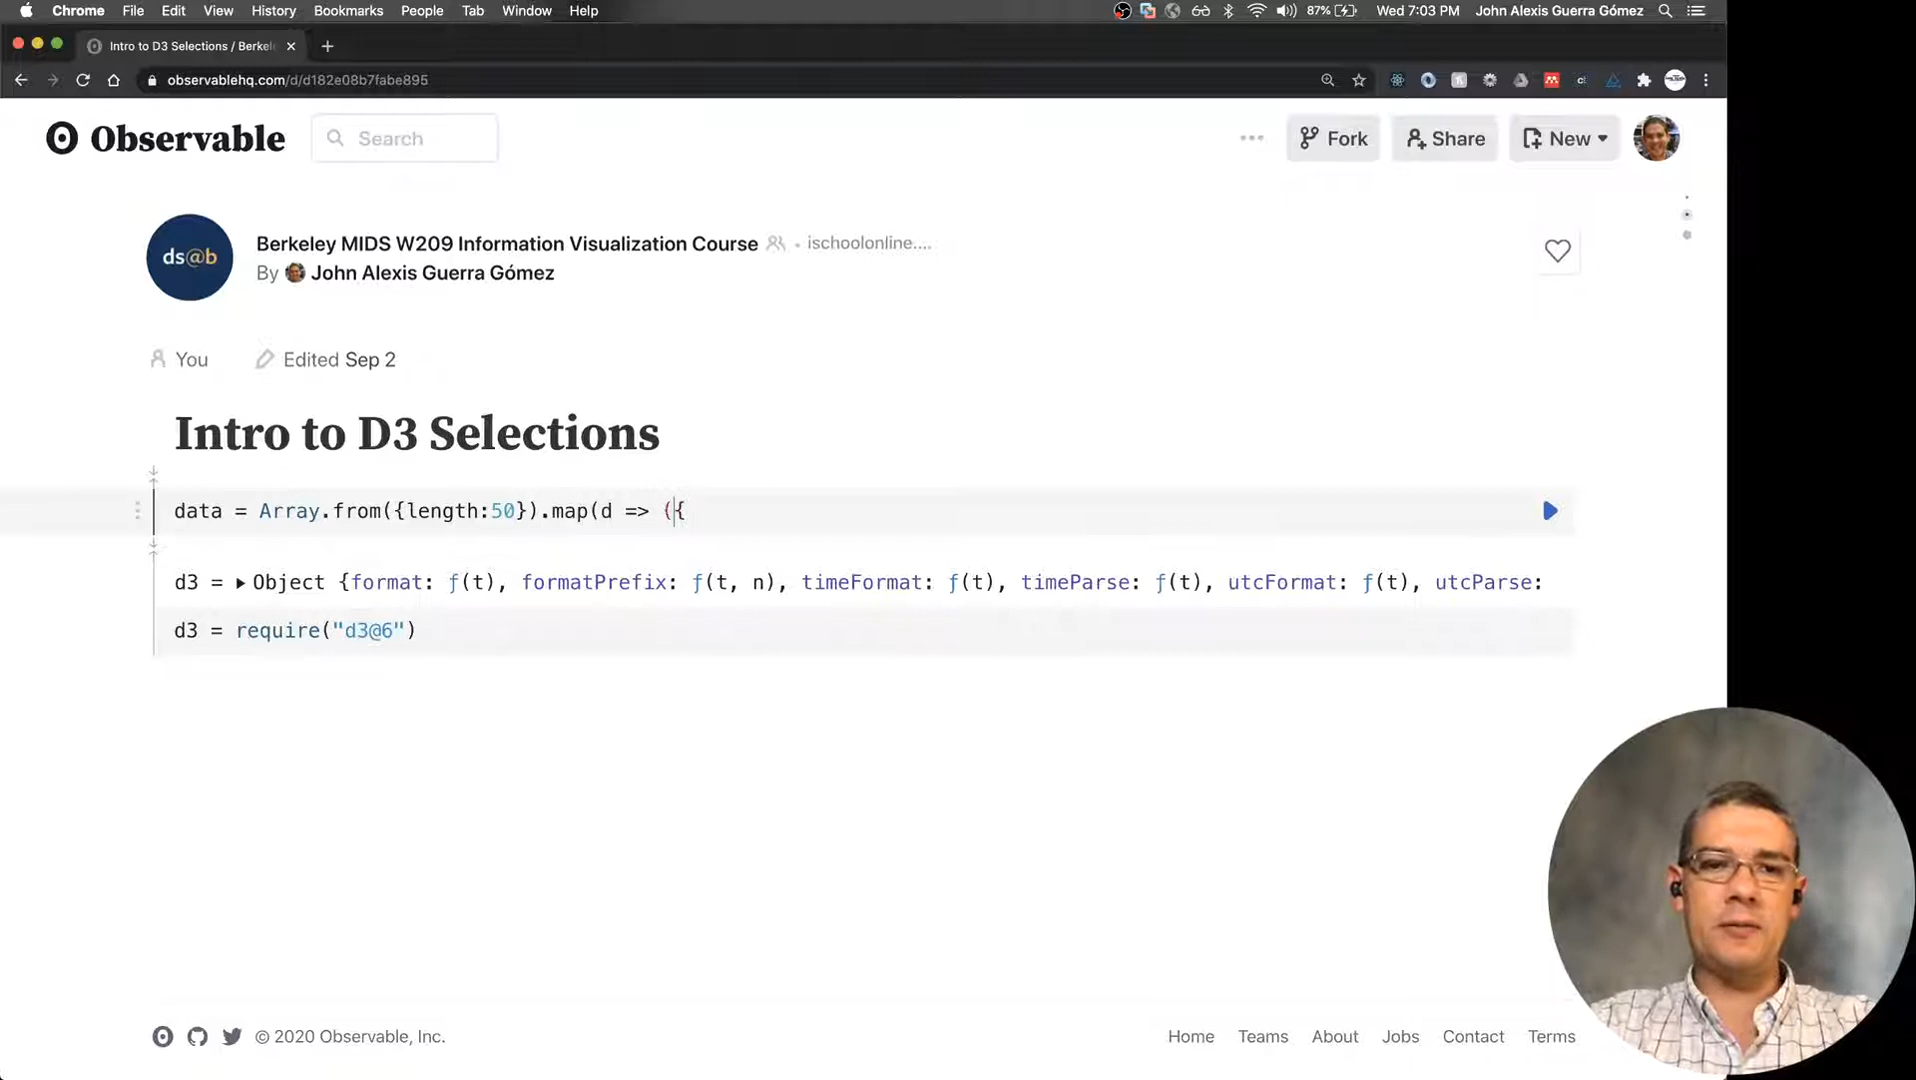 Chrome File Edit View History Bookmarks People Tab Window Help 87% Wed 7:03 PM John Alexis Guerra Gómez
Intro to D3 Selections / Berkel
observablehq.com/d/d182e08b7fabe895
Observable Search Fork Share New
ds@b
Berkeley MIDS W209 Information Visualization Course · ischoolonline....
By John Alexis Guerra Gómez
You Edited Sep 2
Intro to D3 Selections
data = Array.from({length:50}).map(d => ({
d3 = ▸Object {format: ƒ(t), formatPrefix: ƒ(t, n), timeFormat: ƒ(t), timeParse: ƒ(t), utcFormat: ƒ(t), utcParse:
d3 = require("d3@6")
© 2020 Observable, Inc. Home Teams About Jobs Contact Terms